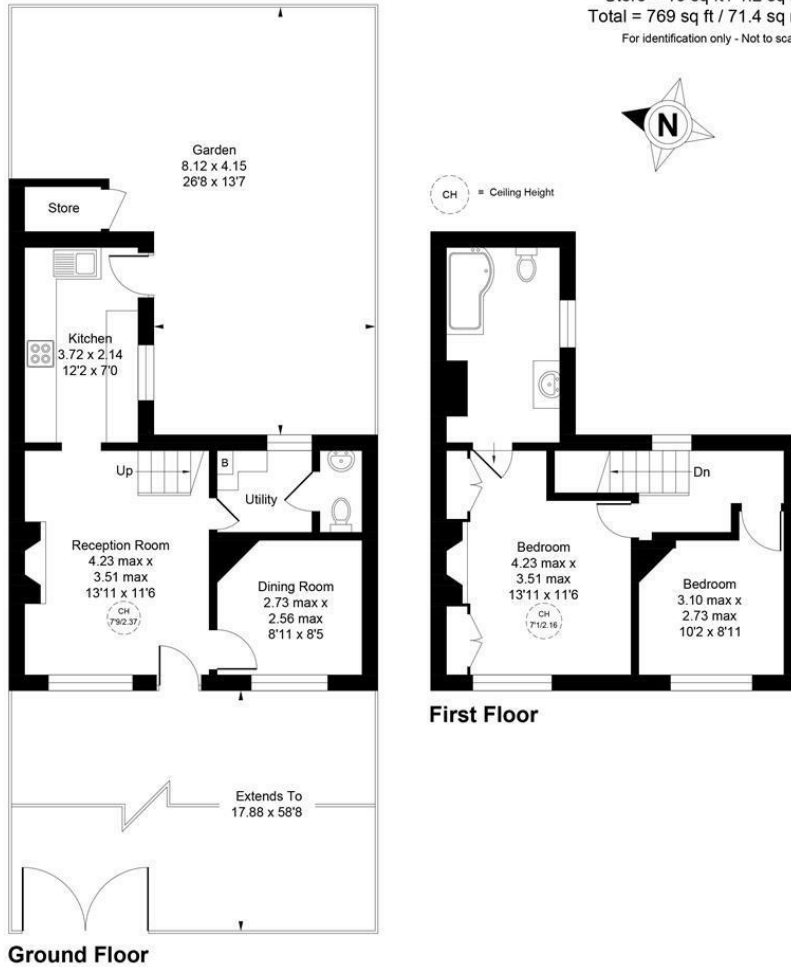 Total = 769 sq ft / 71.4 sq
For identification only - Not to
N
CH = Ceiling Height
Garden
8.12 x 4.15
26'8 x 13'7
Store
Kitchen
3.72 x 2.14
12'2 x 7'0
Up
B
Utility
Reception Room
4.23 max x
3.51 max
13'11 x 11'6
CH
7'9/2.37
Dining Room
2.73 max x
2.56 max
8'11 x 8'5
Extends To
17.88 x 58'8
Ground Floor
Dn
Bedroom
4.23 max x
3.51 max
13'11 x 11'6
CH
7'1/2.16
Bedroom
3.10 max x
2.73 max
10'2 x 8'11
First Floor